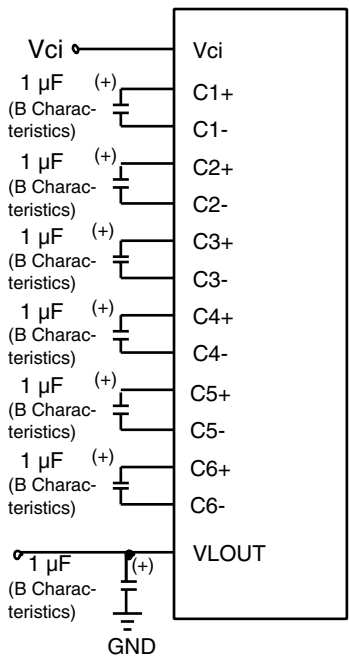 Vci
Vci
1 µF (+)
(B Charac-
teristics)
C1+
C1-
1 µF (+)
(B Charac-
teristics)
C2+
C2-
1 µF (+)
(B Charac-
teristics)
C3+
C3-
1 µF (+)
(B Charac-
teristics)
C4+
C4-
1 µF (+)
(B Charac-
teristics)
C5+
C5-
1 µF (+)
(B Charac-
teristics)
C6+
C6-
VLOUT
1 µF (+)
(B Charac-
teristics)
GND